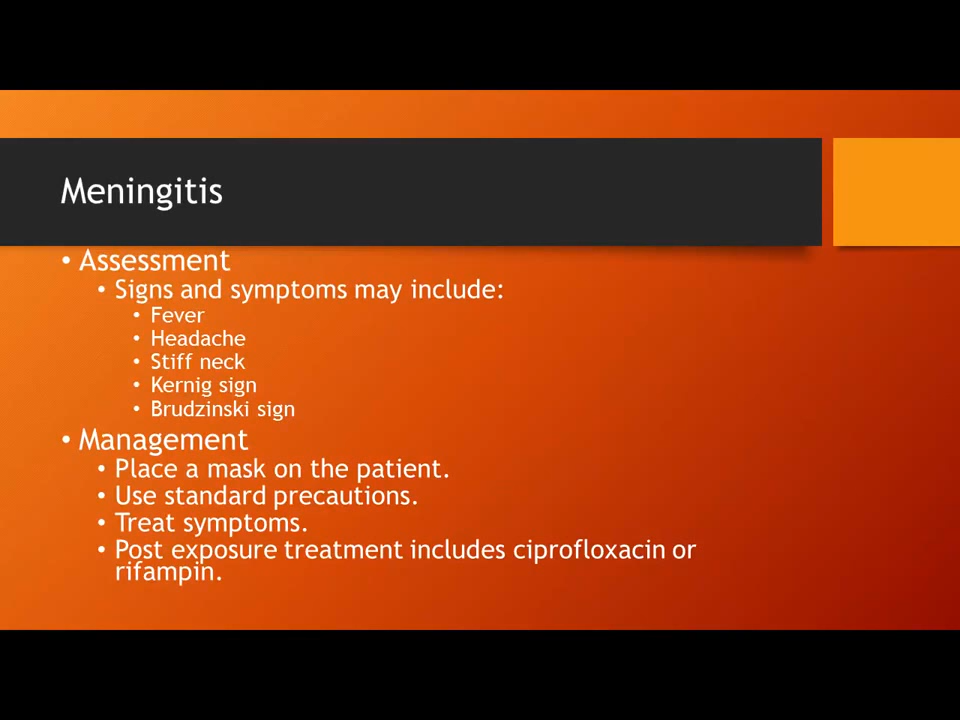 Meningitis
• Assessment
• Signs and symptoms may include:
• Fever
• Headache
• Stiff neck
• Kernig sign
• Brudzinski sign
• Management
• Place a mask on the patient.
• Use standard precautions.
• Treat symptoms.
• Post exposure treatment includes ciprofloxacin or
rifampin.